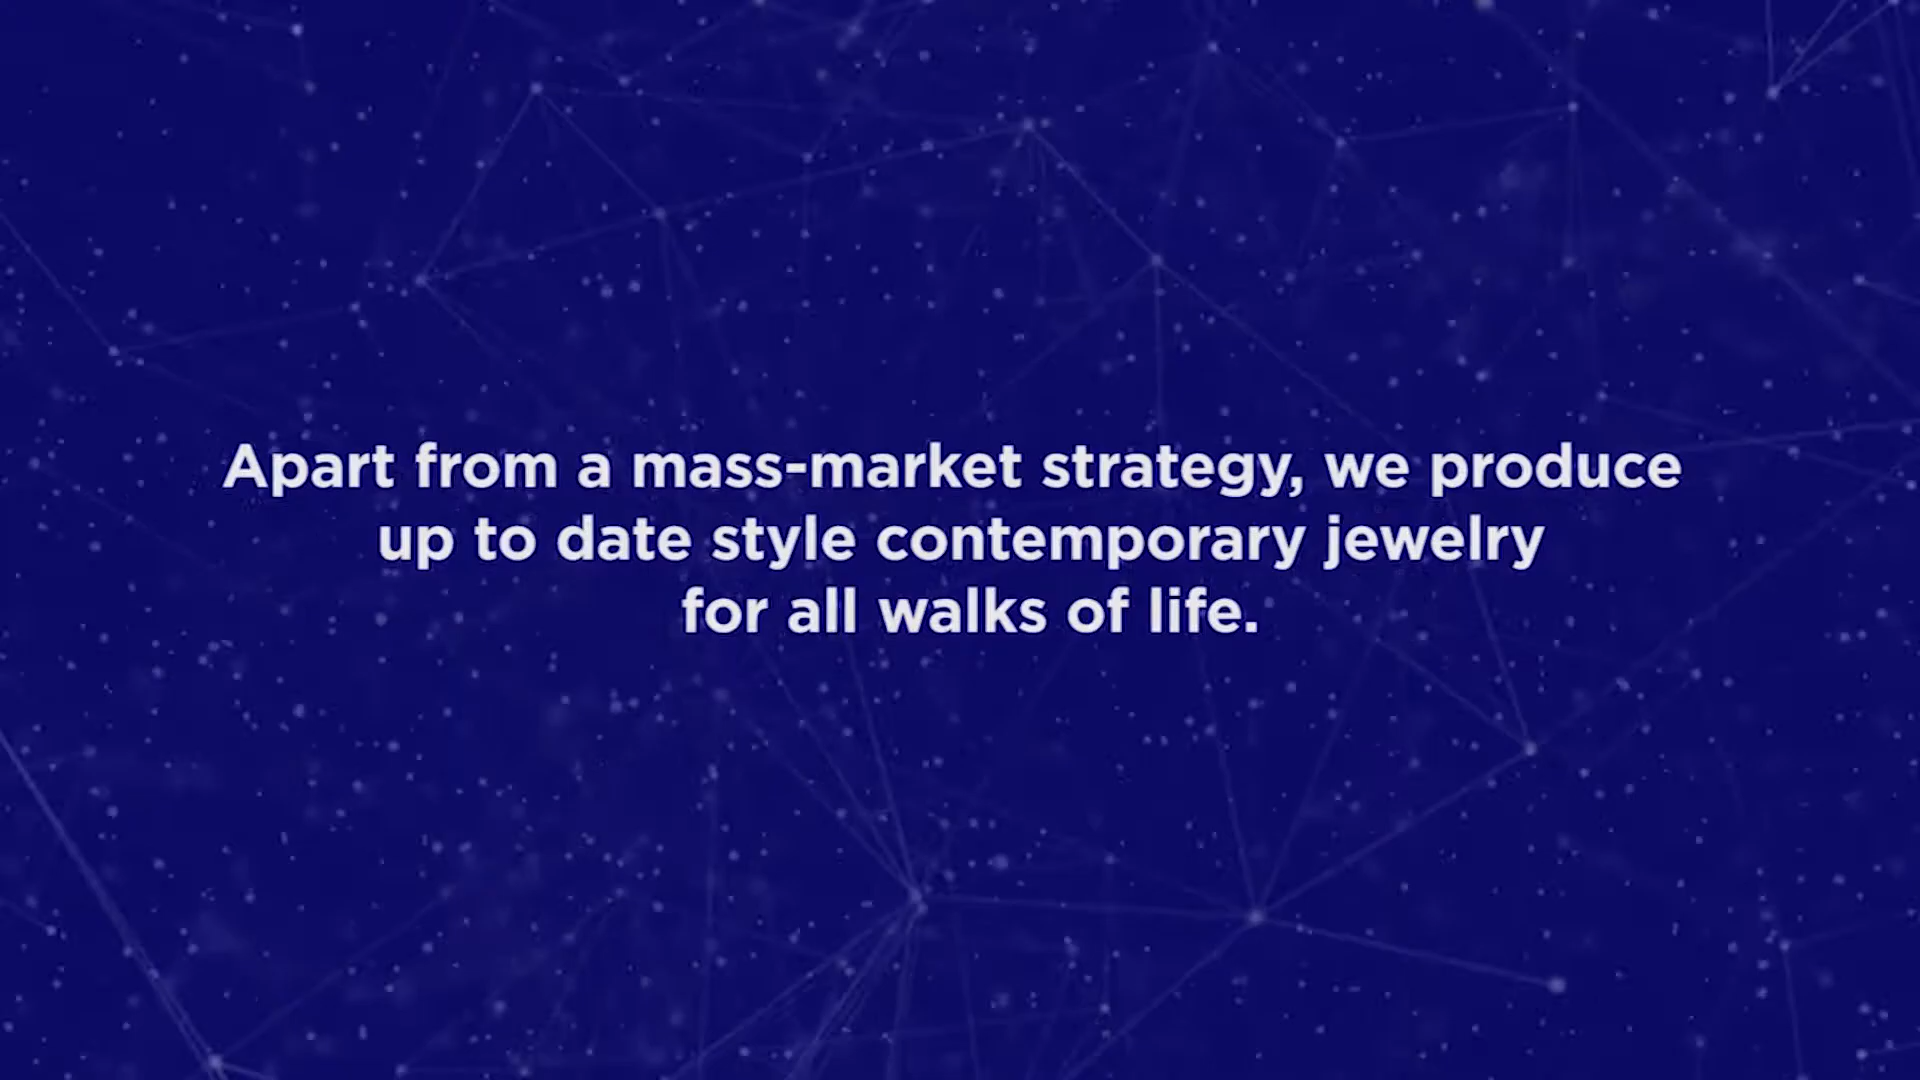 Apart from a mass-market strategy, we produce
up to date style contemporary jewelry
for all walks of life.